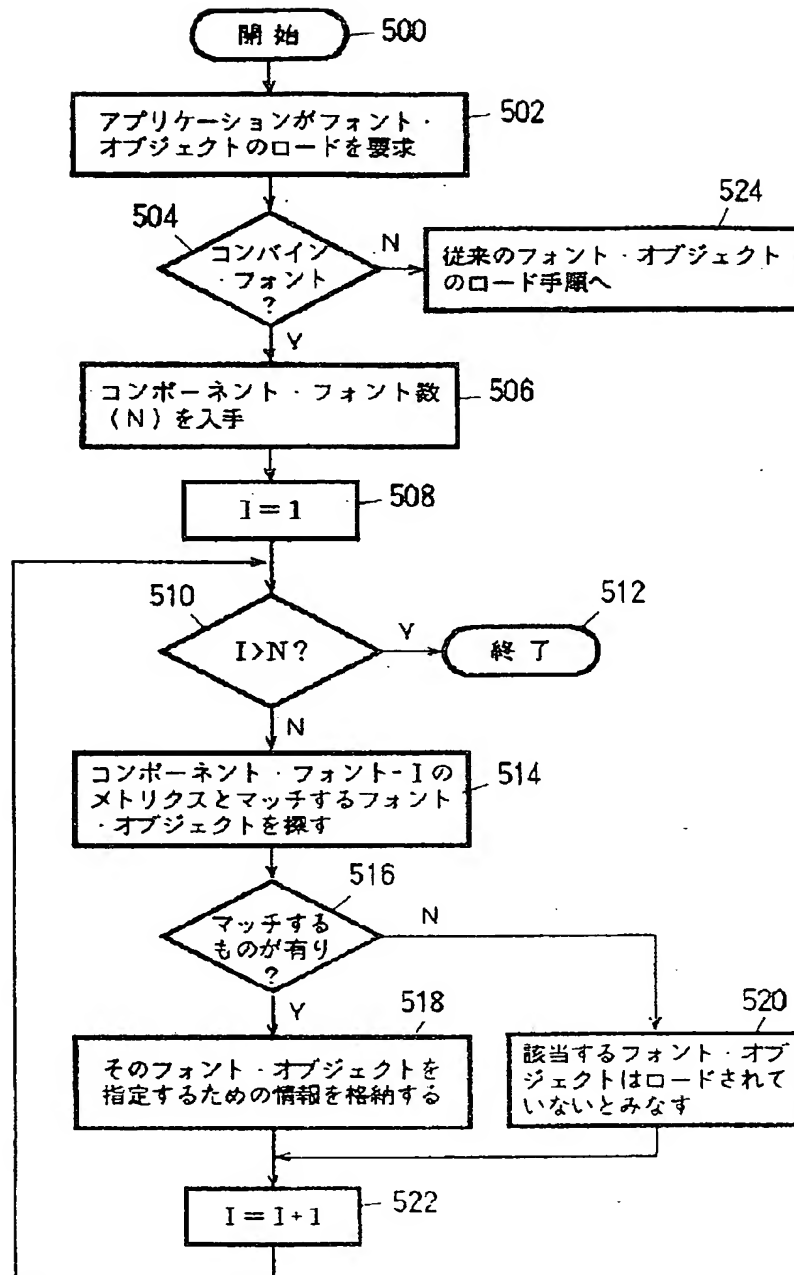 開始
500
アプリケーションがフォント・
オブジェクトのロードを要求
502
504
コンバイン
・フォント
?
N
Y
524
従来のフォント・オブジェクト
のロード手順へ
コンポーネント・フォント数
(N)を入手
506
I=1
508
510
I>N?
Y
N
512
終了
コンポーネント・フォント-Iの
メトリクスとマッチするフォント
・オブジェクトを探す
514
516
マッチする
ものが有り
?
N
Y
518
そのフォント・オブジェクトを
指定するための情報を格納する
520
該当するフォント・オブ
ジェクトはロードされて
いないとみなす
I=I+1
522